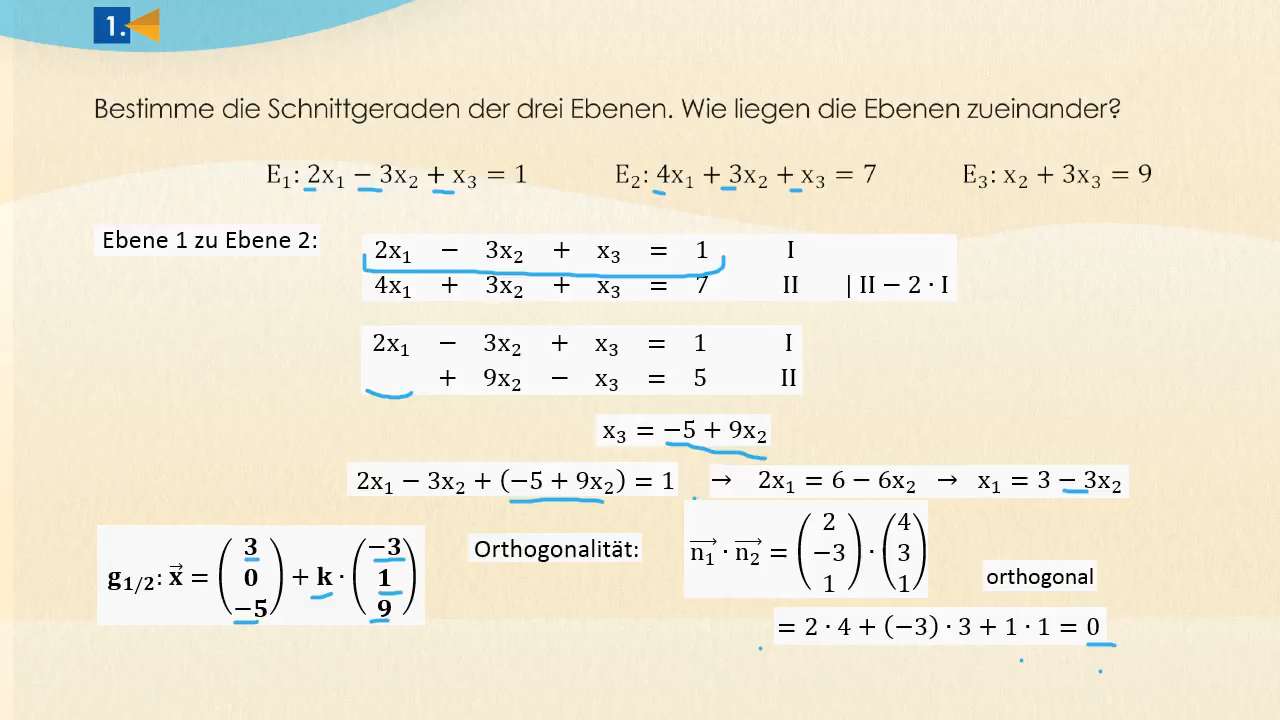 1.
Bestimme die Schnittgeraden der drei Ebenen. Wie liegen die Ebenen zueinander?
E₁: 2x₁ − 3x₂ + x₃ = 1 E₂: 4x₁ + 3x₂ + x₃ = 7 E₃: x₂ + 3x₃ = 9
Ebene 1 zu Ebene 2:
2x₁ − 3x₂ + x₃ = 1 I
4x₁ + 3x₂ + x₃ = 7 II | II − 2 · I
2x₁ − 3x₂ + x₃ = 1 I
+ 9x₂ − x₃ = 5 II
x₃ = −5 + 9x₂
2x₁ − 3x₂ + (−5 + 9x₂) = 1 → 2x₁ = 6 − 6x₂ → x₁ = 3 − 3x₂
g₁/₂: x⃗ = (3 0 −5) + k · (−3 1 9)
Orthogonalität: n₁⃗ · n₂⃗ = (2 −3 1) · (4 3 1)
orthogonal
= 2 · 4 + (−3) · 3 + 1 · 1 = 0